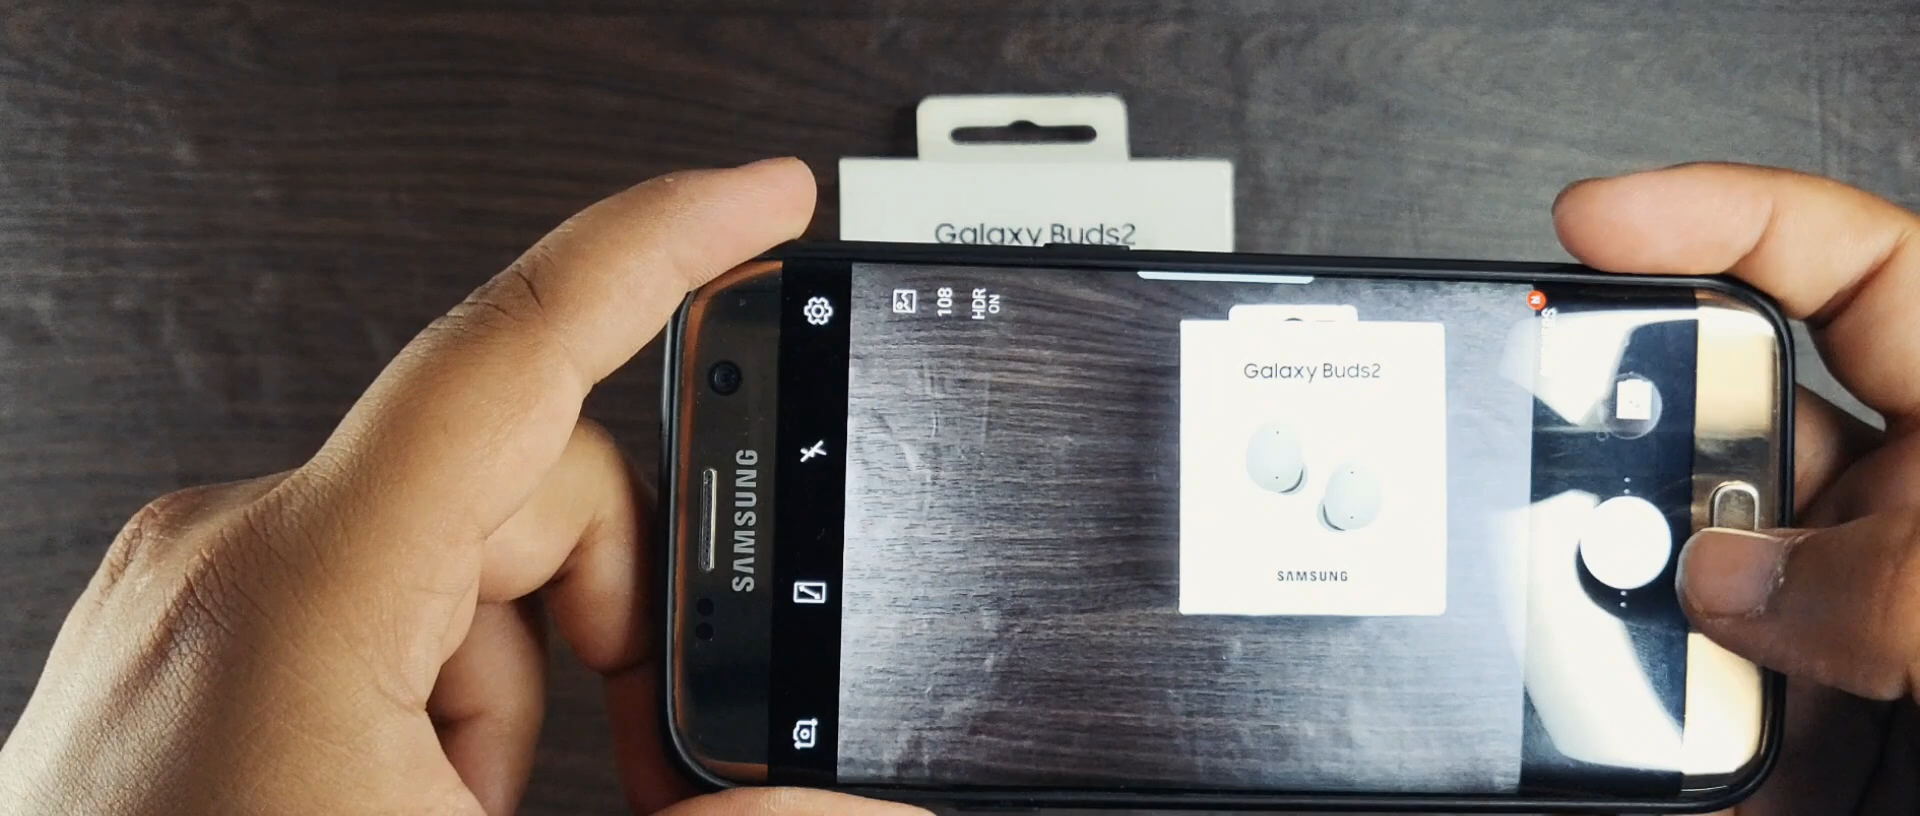 Galaxy Buds2
SAMSUNG
108
HDR
ON
Galaxy Buds2
SAMSUNG